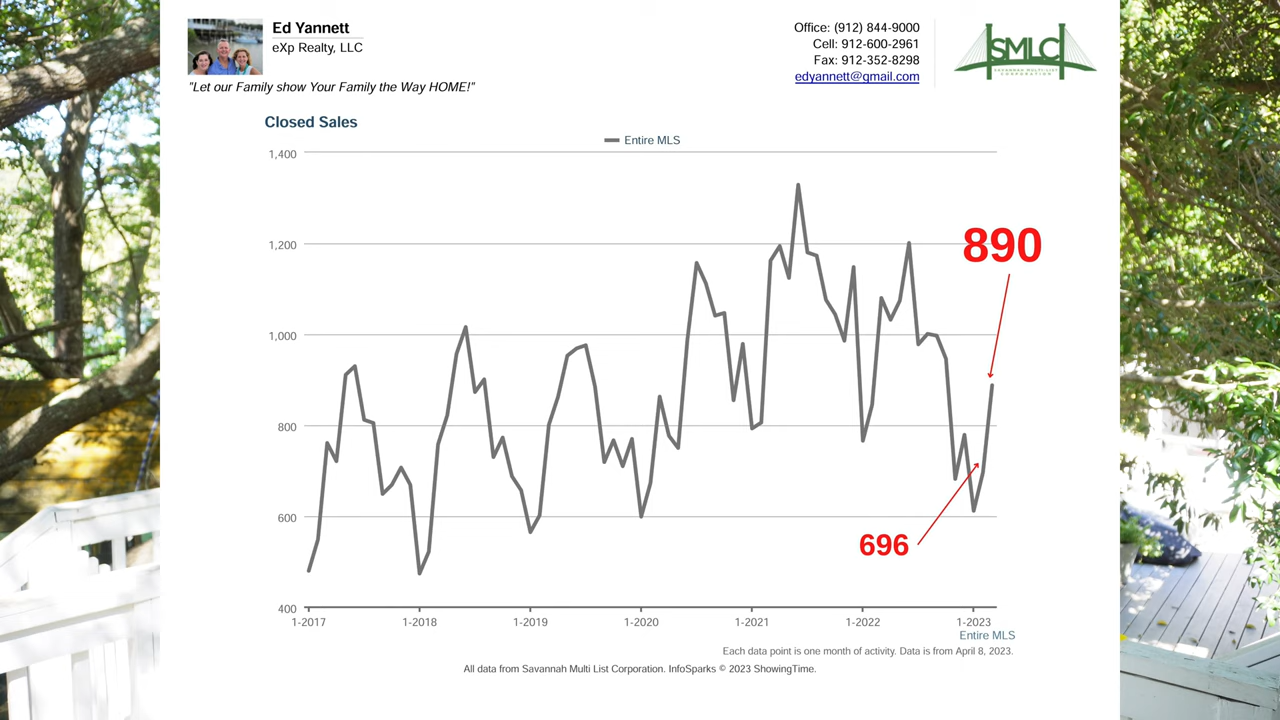 Ed Yannett
eXp Realty, LLC
"Let our Family show Your Family the Way HOME!"
Office: (912) 844-9000
Cell: 912-600-2961
Fax: 912-352-8298
edyannett@gmail.com
SMLC
SAVANNAH MULTI-LIST
CORPORATION
Closed Sales
Entire MLS
1,400
1,200
1,000
800
600
400
890
696
1-2017
1-2018
1-2019
1-2020
1-2021
1-2022
1-2023
Entire MLS
Each data point is one month of activity. Data is from April 8, 2023.
All data from Savannah Multi List Corporation. InfoSparks © 2023 ShowingTime.